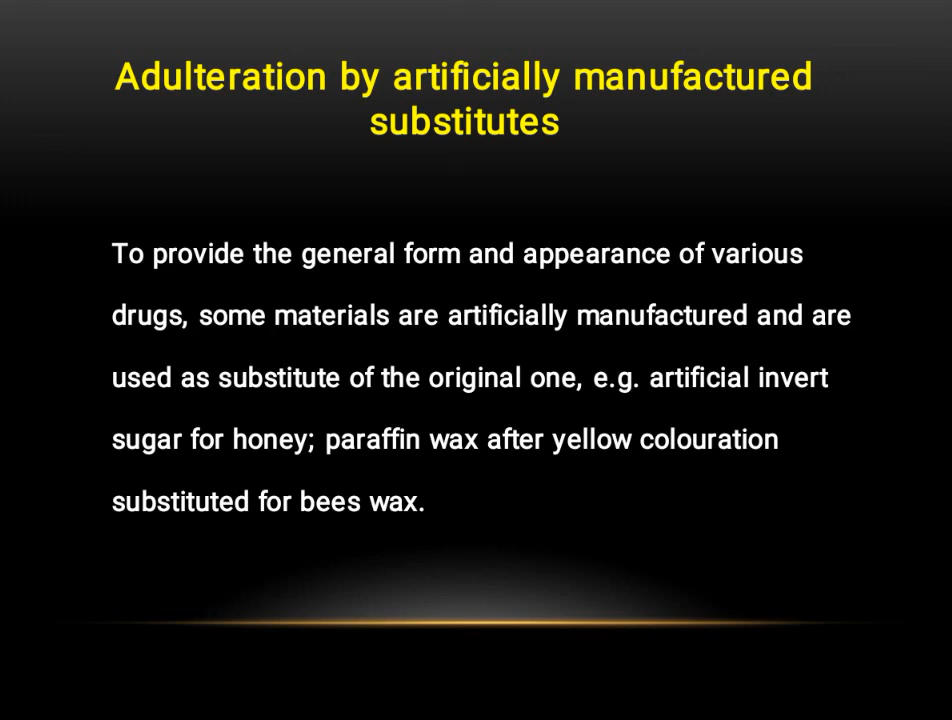 Adulteration by artificially manufactured
substitutes
To provide the general form and appearance of various
drugs, some materials are artificially manufactured and are
used as substitute of the original one, e.g. artificial invert
sugar for honey; paraffin wax after yellow colouration
substituted for bees wax.